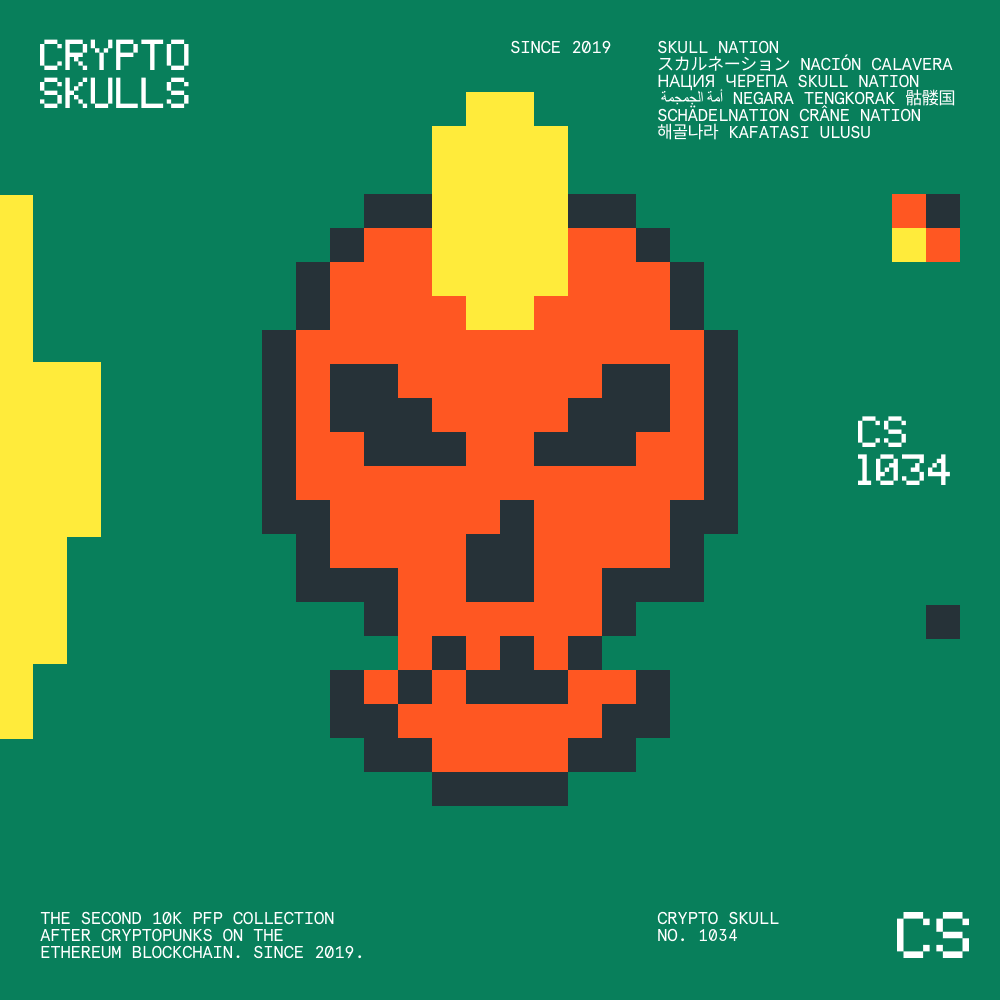 CRYPTO
SKULLS
SINCE 2019
SKULL NATION
スカルネーション NACIÓN CALAVERA
НАЦИЯ ЧЕРЕПА SKULL NATION
أمة الجمجمة NEGARA TENGKORAK 骷髅国
SCHÄDELNATION CRÂNE NATION
해골나라 KAFATASI ULUSU
CS
1034
THE SECOND 10K PFP COLLECTION
AFTER CRYPTOPUNKS ON THE
ETHEREUM BLOCKCHAIN. SINCE 2019.
CRYPTO SKULL
NO. 1034
CS